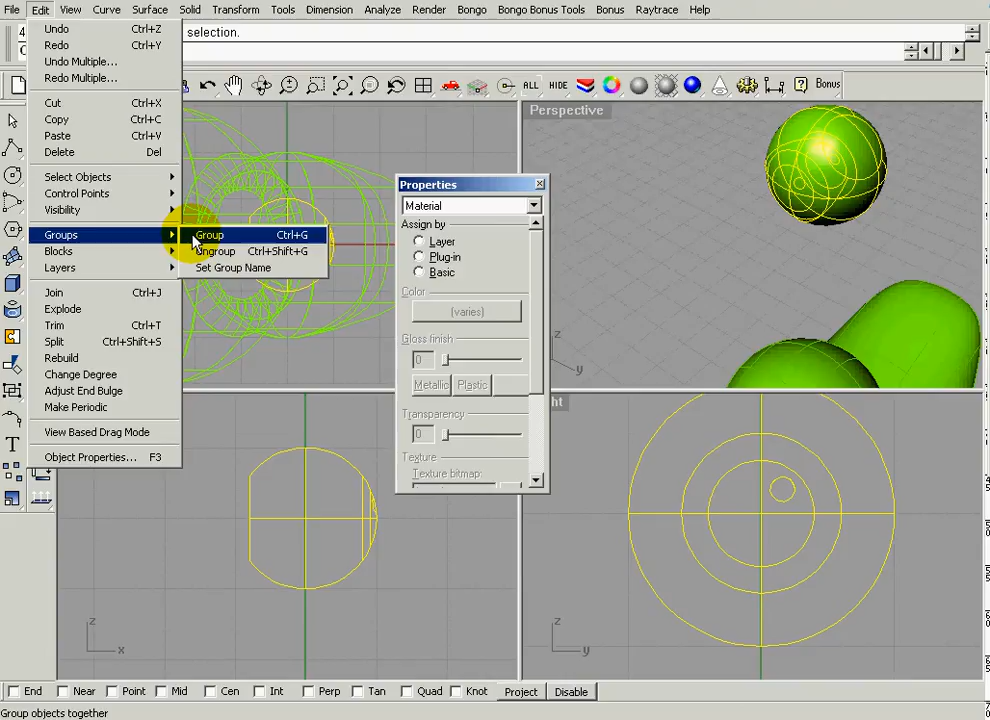 File Edit View Curve Surface Solid Transform Tools Dimension Analyze Render Bongo Bongo Bonus Tools Bonus Raytrace Help
4 selection.
ALL HIDE Bonus
Undo Ctrl+Z
Redo Ctrl+Y
Undo Multiple...
Redo Multiple...
Cut Ctrl+X
Copy Ctrl+C
Paste Ctrl+V
Delete Del
Select Objects
Control Points
Visibility
Groups
Blocks
Layers
Join Ctrl+J
Explode
Trim Ctrl+T
Split Ctrl+Shift+S
Rebuild
Change Degree
Adjust End Bulge
Make Periodic
View Based Drag Mode
Object Properties... F3
Group Ctrl+G
Ungroup Ctrl+Shift+G
Set Group Name
Perspective
Properties
Material
Assign by
Layer
Plug-in
Basic
Color
(varies)
Gloss finish
0
Metallic Plastic
Transparency
0
Texture
Texture bitmap:
z
y
ht
z
x
z
y
End Near Point Mid Cen Int Perp Tan Quad Knot Project Disable
Group objects together